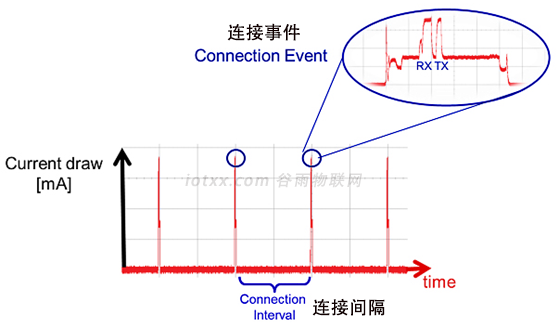 连接事件
Connection Event
RX TX
Current draw
[mA]
iotxx.com 谷雨物联网
time
Connection
Interval
连接间隔